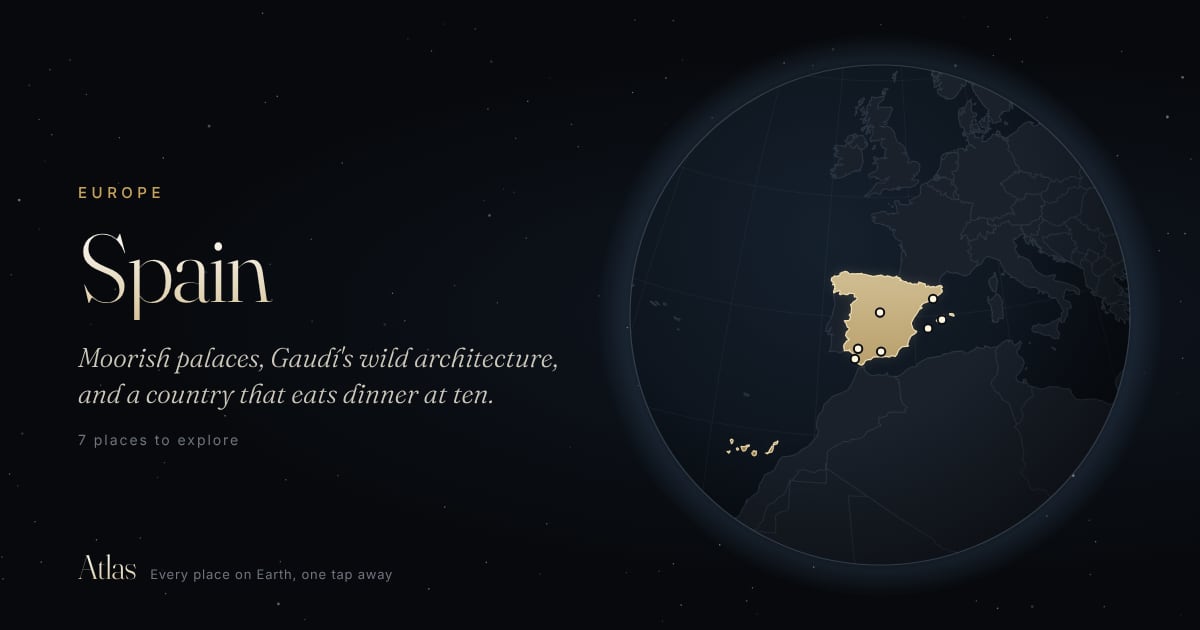 EUROPE
Spain
Moorish palaces, Gaudí's wild architecture,
and a country that eats dinner at ten.
7 places to explore
Atlas Every place on Earth, one tap away